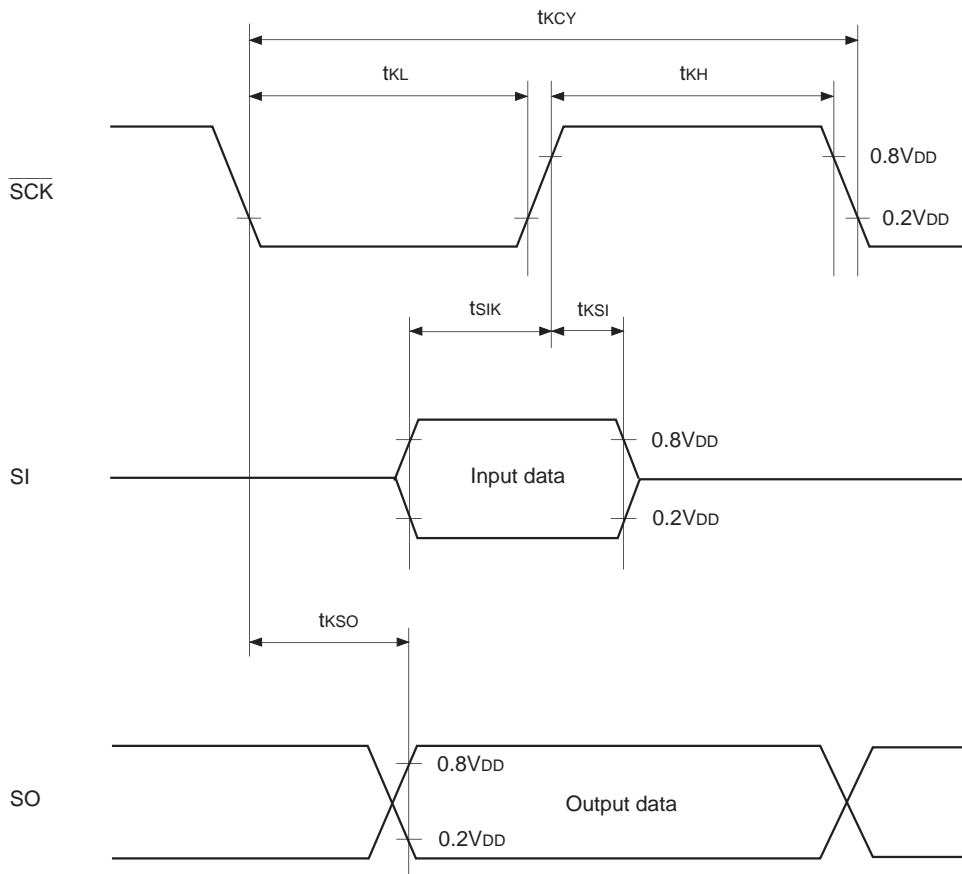 tKCY
tKL tKH
SCK
0.8VDD
0.2VDD
tSIK tKSI
SI
Input data
0.8VDD
0.2VDD
tKSO
SO
0.8VDD
Output data
0.2VDD